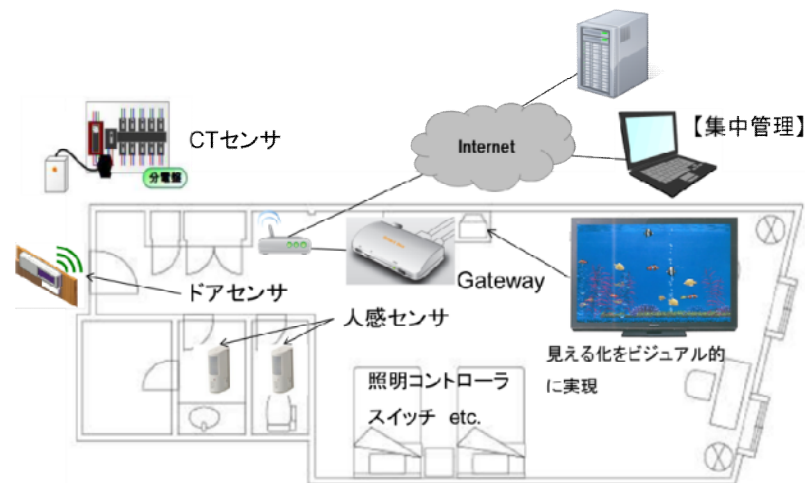 【集中管理】
Internet
CTセンサ
分電盤
Gateway
ドアセンサ
人感センサ
見える化をビジュアル的
に実現
照明コントローラ
スイッチ etc.